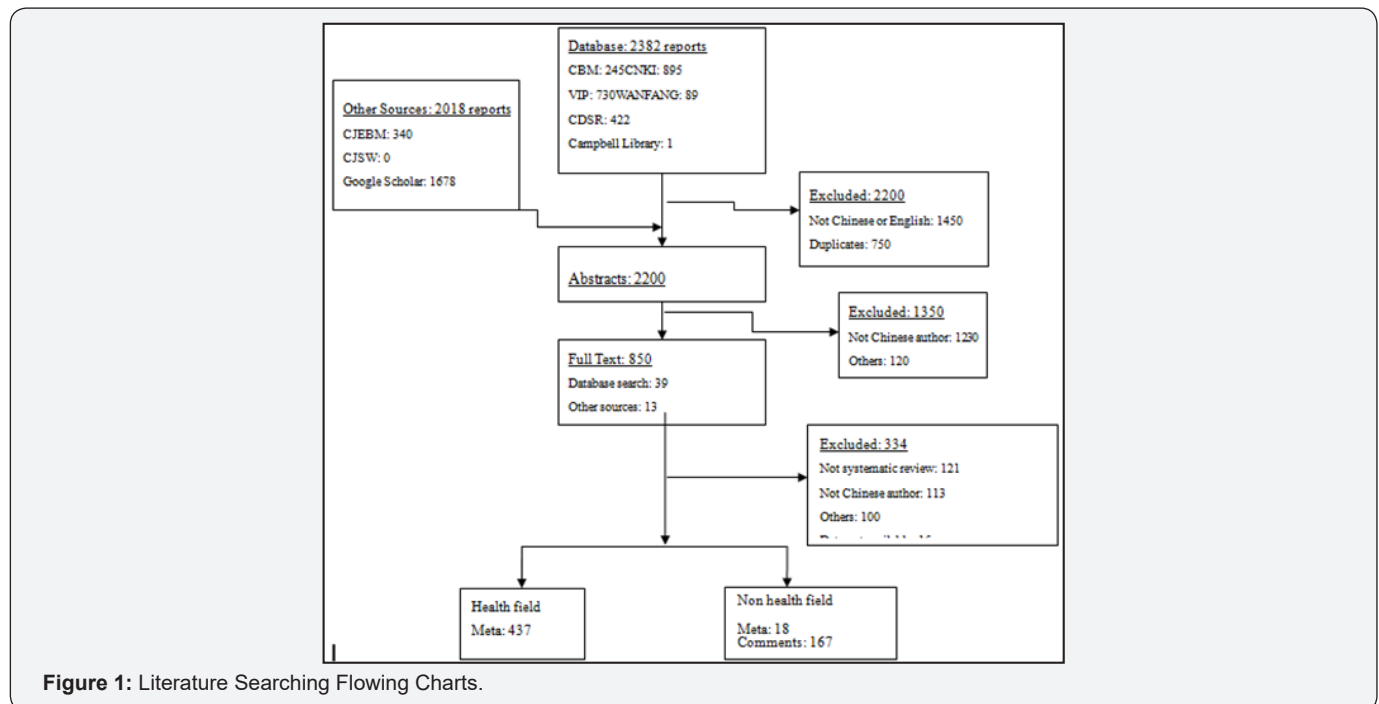 Database: 2382 reports
CBM: 245CNKI: 895
VIP: 730WANFANG: 89
CDSR: 422
Campbell Library: 1
Other Sources: 2018 reports
CJEBM: 340
CJSW: 0
Google Scholar: 1678
Excluded: 2200
Not Chinese or English: 1450
Duplicates: 750
Abstracts: 2200
Excluded: 1350
Not Chinese author: 1230
Others: 120
Full Text: 850
Database search: 39
Other sources: 13
Excluded: 334
Not systematic review: 121
Not Chinese author: 113
Others: 100
Health field
Meta: 437
Non health field
Meta: 18
Comments: 167
Figure 1: Literature Searching Flowing Charts.